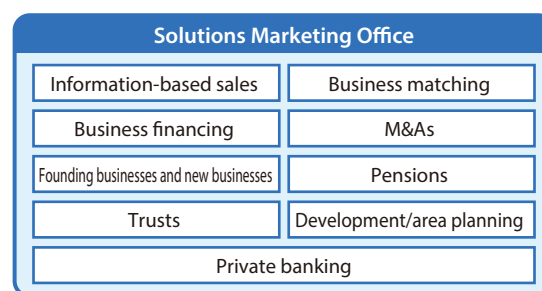 Solutions Marketing Office
Information-based sales
Business matching
Business financing
M&As
Founding businesses and new businesses
Pensions
Trusts
Development/area planning
Private banking